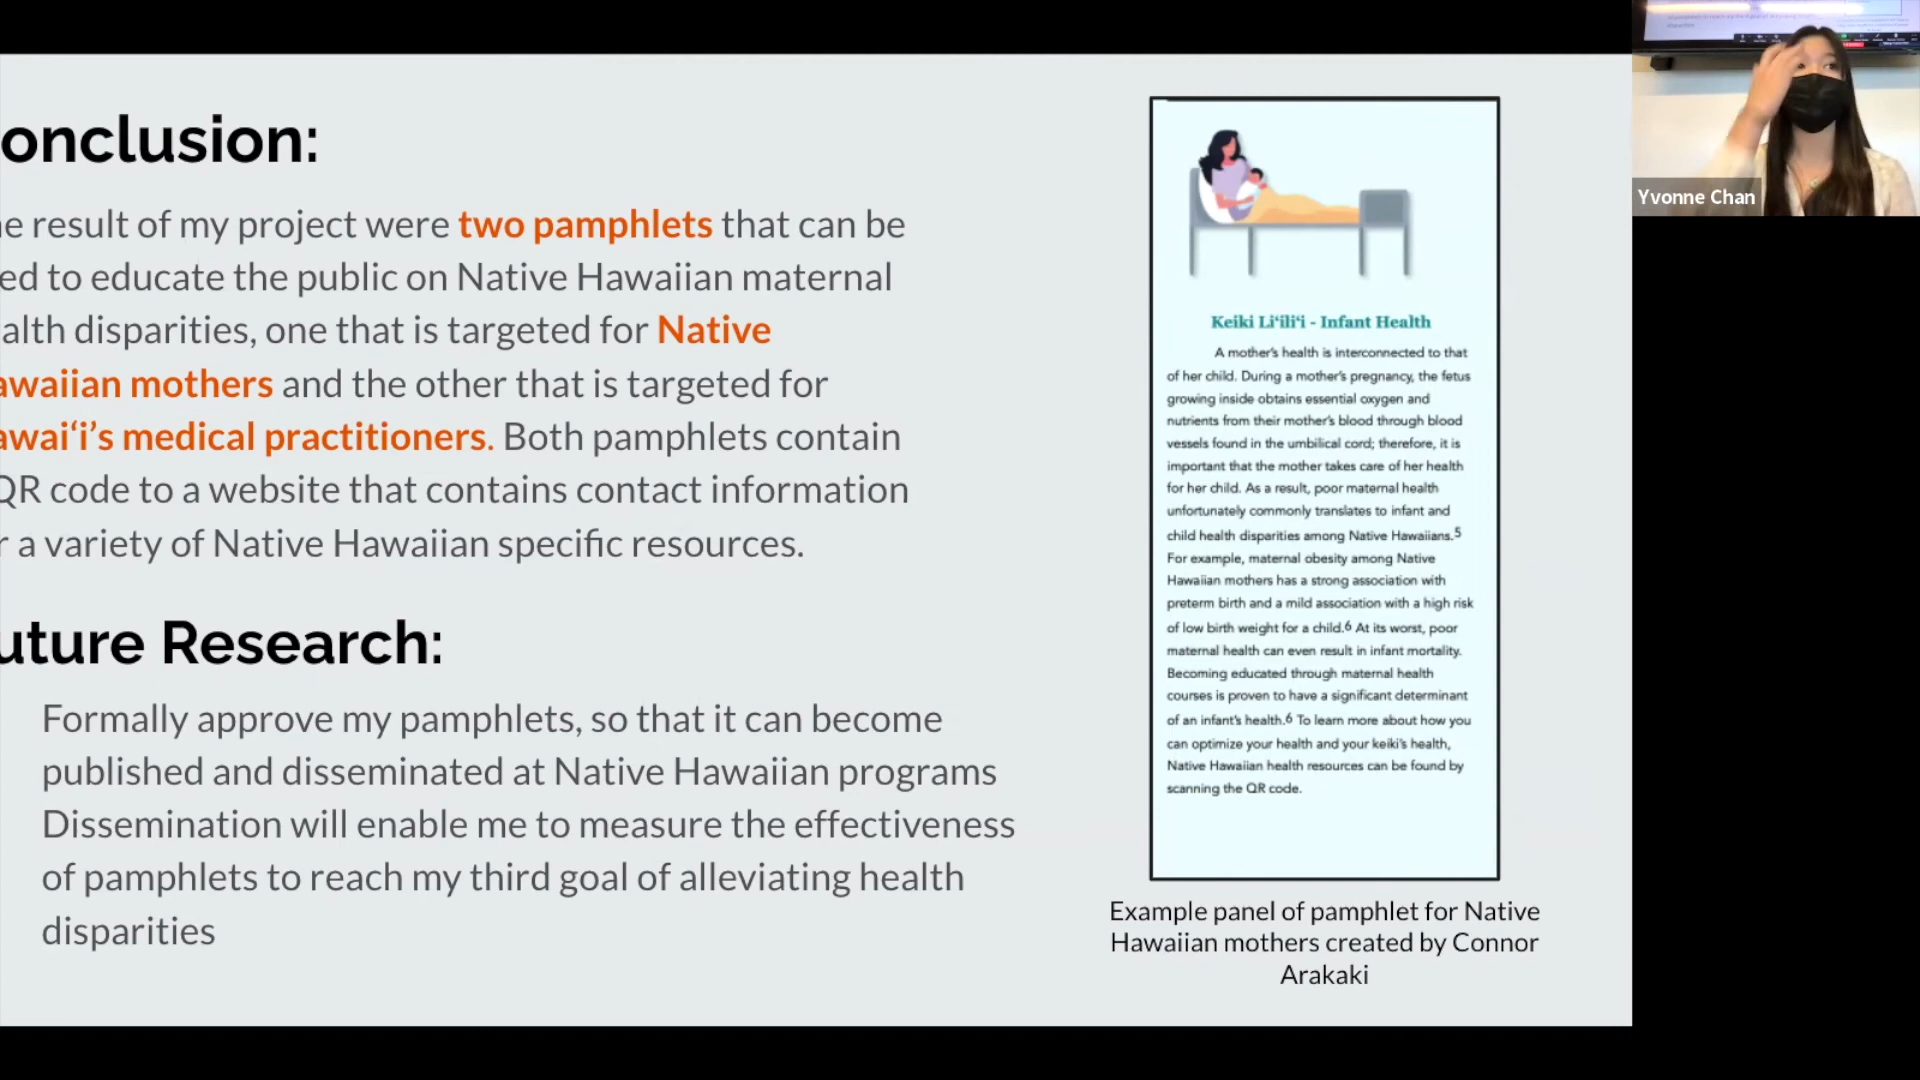 onclusion:
e result of my project were two pamphlets that can be
ed to educate the public on Native Hawaiian maternal
alth disparities, one that is targeted for Native
awaiian mothers and the other that is targeted for
awai‘i’s medical practitioners. Both pamphlets contain
QR code to a website that contains contact information
r a variety of Native Hawaiian specific resources.
uture Research:
Formally approve my pamphlets, so that it can become
published and disseminated at Native Hawaiian programs
Dissemination will enable me to measure the effectiveness
of pamphlets to reach my third goal of alleviating health
disparities
Keiki Li‘ili‘i - Infant Health
A mother's health is interconnected to that
of her child. During a mother's pregnancy, the fetus
growing inside obtains essential oxygen and
nutrients from their mother's blood through blood
vessels found in the umbilical cord; therefore, it is
important that the mother takes care of her health
for her child. As a result, poor maternal health
unfortunately commonly translates to infant and
child health disparities among Native Hawaiians.5
For example, maternal obesity among Native
Hawaiian mothers has a strong association with
preterm birth and a mild association with a high risk
of low birth weight for a child.6 At its worst, poor
maternal health can even result in infant mortality.
Becoming educated through maternal health
courses is proven to have a significant determinant
of an infant's health.6 To learn more about how you
can optimize your health and your keiki's health,
Native Hawaiian health resources can be found by
scanning the QR code.
Example panel of pamphlet for Native
Hawaiian mothers created by Connor
Arakaki
Yvonne Chan